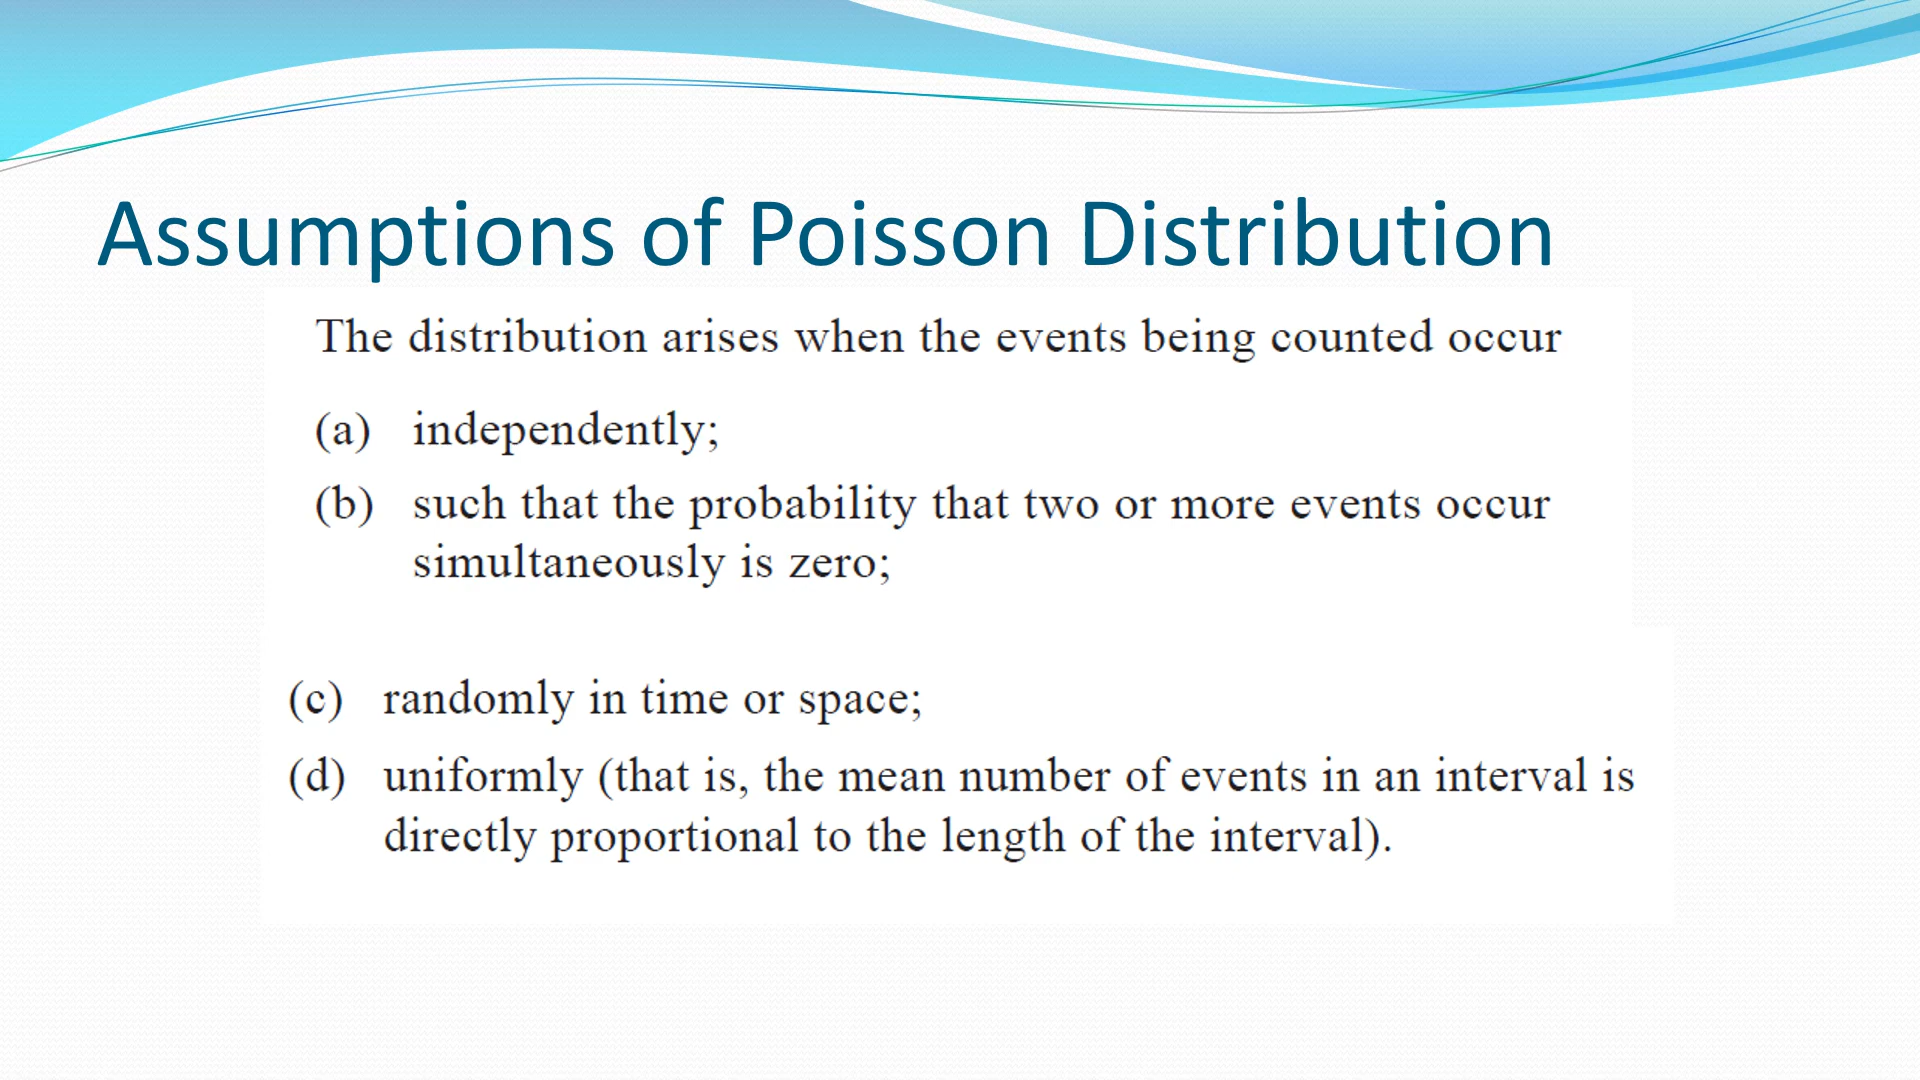 Assumptions of Poisson Distribution
The distribution arises when the events being counted occur
(a) independently;
(b) such that the probability that two or more events occur
simultaneously is zero;
(c) randomly in time or space;
(d) uniformly (that is, the mean number of events in an interval is
directly proportional to the length of the interval).